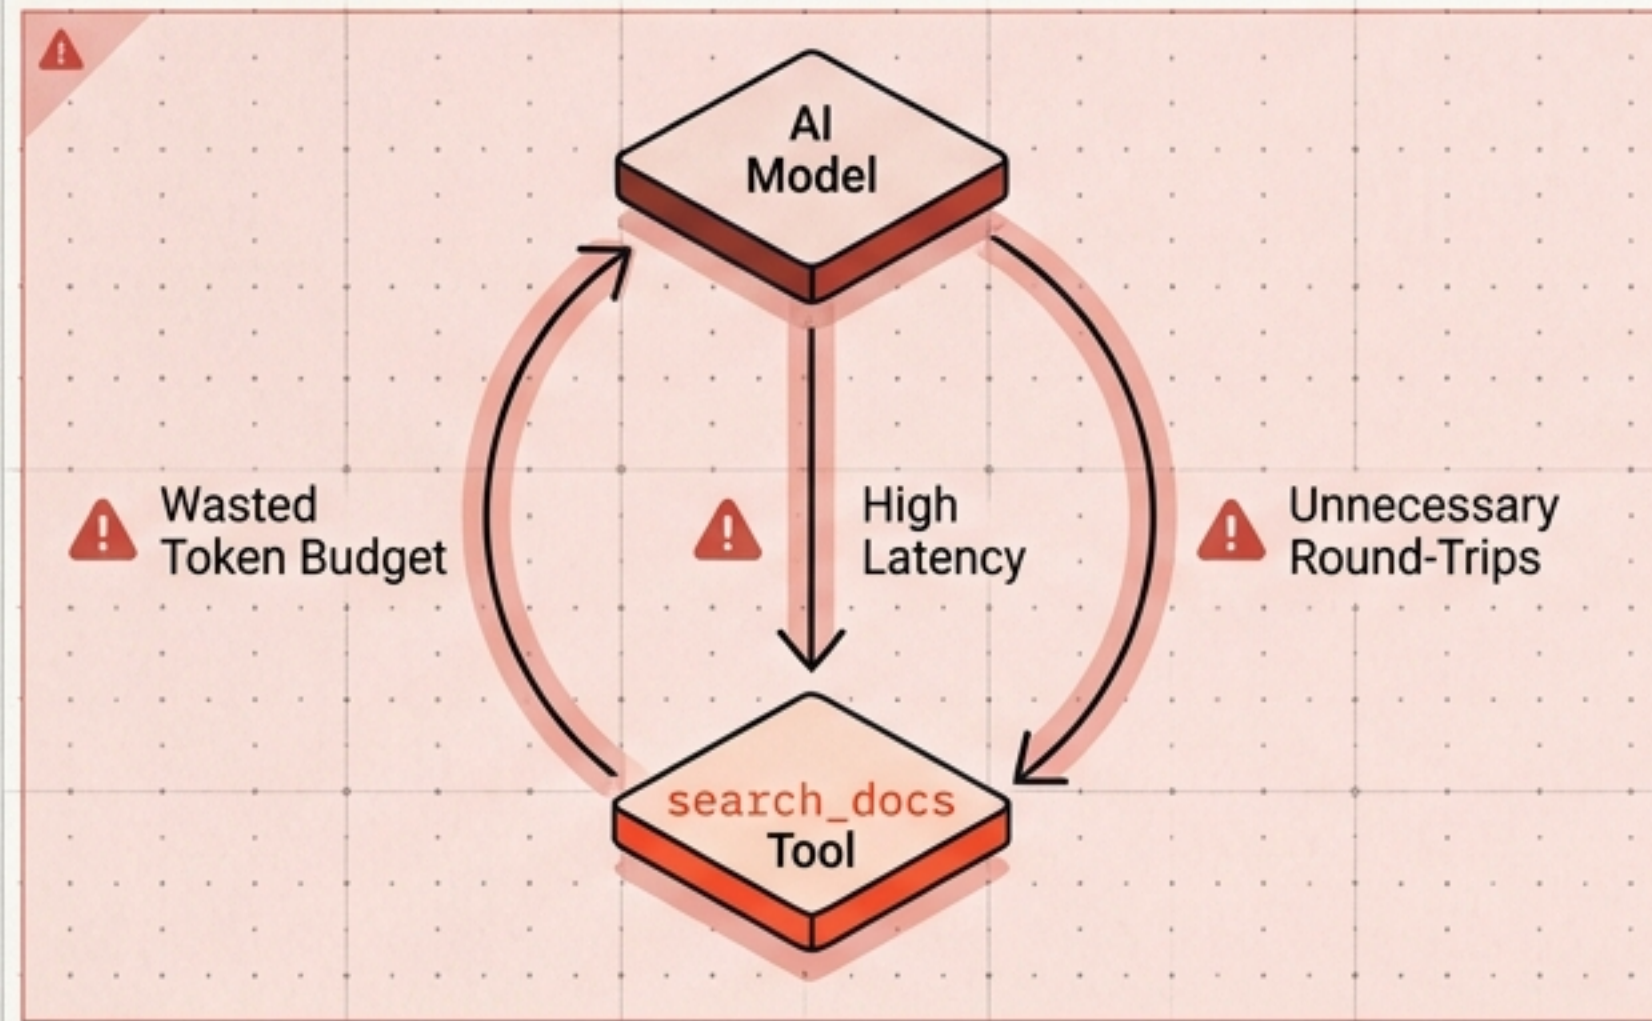 AI
Model
Wasted
Token Budget
High
Latency
Unnecessary
Round-Trips
search_docs
Tool